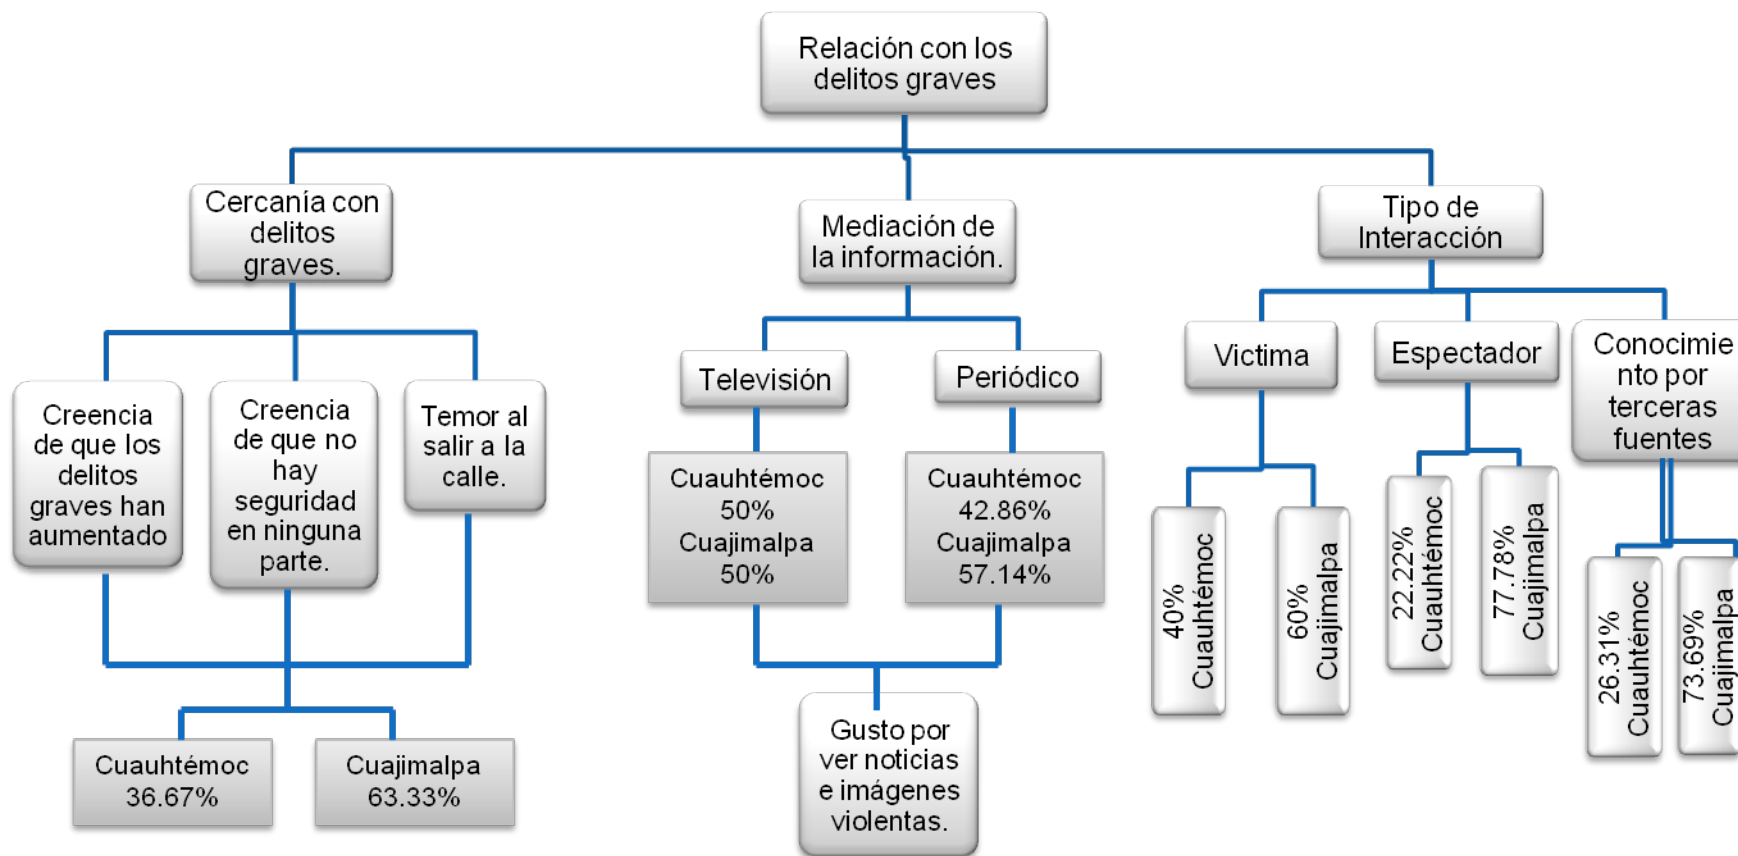 Relación con los
delitos graves
Cercanía con
delitos
graves.
Mediación de
la información.
Tipo de
Interacción
Creencia
de que los
delitos
graves han
aumentado
Creencia
de que no
hay
seguridad
en ninguna
parte.
Temor al
salir a la
calle.
Cuauhtémoc
36.67%
Cuajimalpa
63.33%
Televisión
Periódico
Cuauhtémoc
50%
Cuajimalpa
50%
Cuauhtémoc
42.86%
Cuajimalpa
57.14%
Gusto por
ver noticias
e imágenes
violentas.
Victima
Espectador
Conocimie
nto por
terceras
fuentes
40%
Cuauhtémoc
60%
Cuajimalpa
22.22%
Cuauhtémoc
77.78%
Cuajimalpa
26.31%
Cuauhtémoc
73.69%
Cuajimalpa